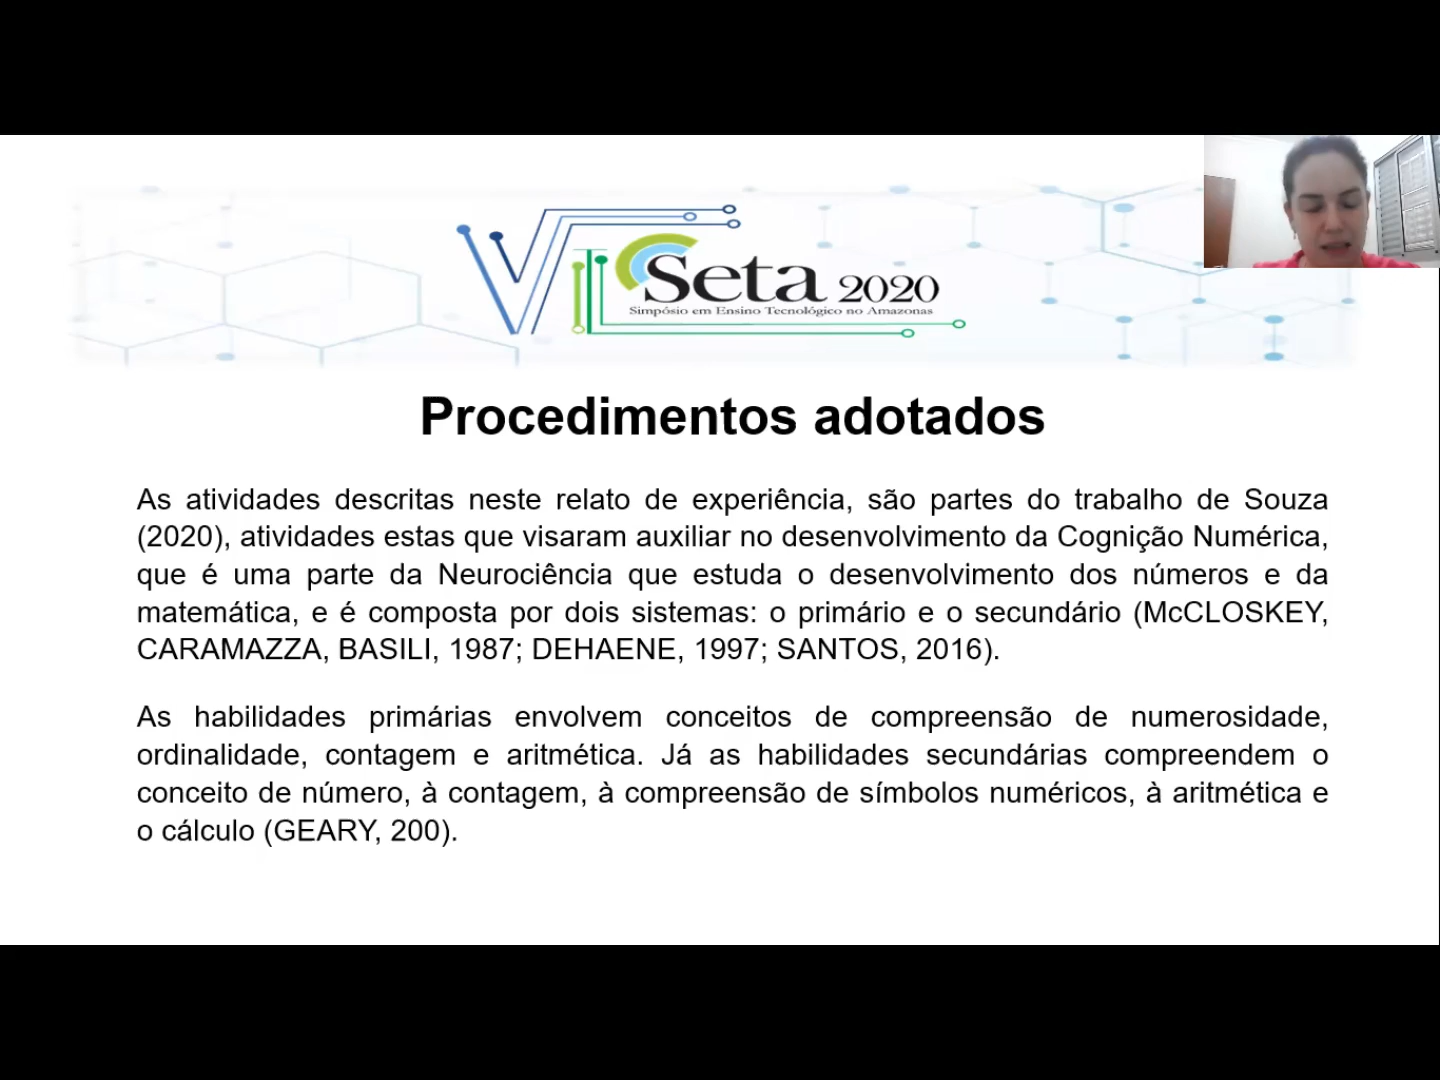 VI Seta 2020
Simpósio em Ensino Tecnológico no Amazonas
Procedimentos adotados
As atividades descritas neste relato de experiência, são partes do trabalho de Souza
(2020), atividades estas que visaram auxiliar no desenvolvimento da Cognição Numérica,
que é uma parte da Neurociência que estuda o desenvolvimento dos números e da
matemática, e é composta por dois sistemas: o primário e o secundário (McCLOSKEY,
CARAMAZZA, BASILI, 1987; DEHAENE, 1997; SANTOS, 2016).
As habilidades primárias envolvem conceitos de compreensão de numerosidade,
ordinalidade, contagem e aritmética. Já as habilidades secundárias compreendem o
conceito de número, à contagem, à compreensão de símbolos numéricos, à aritmética e
o cálculo (GEARY, 200).